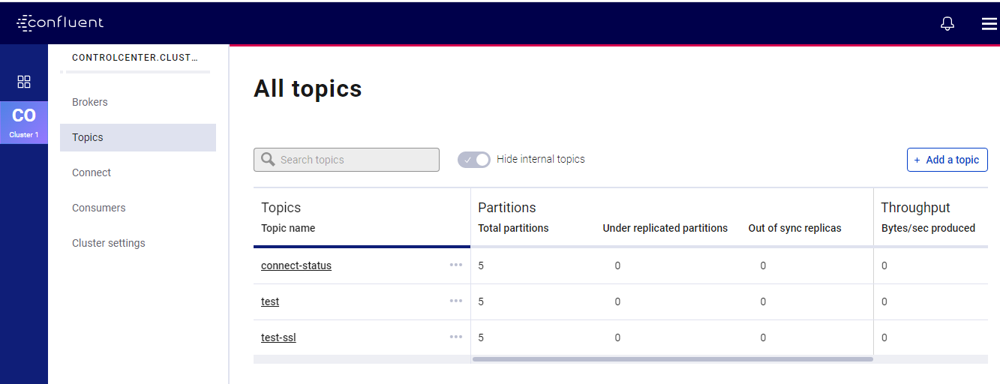 confluent
CONTROLCENTER.CLUST...
CO
Cluster 1
Brokers
Topics
Connect
Consumers
Cluster settings
All topics
Search topics
Hide internal topics
+ Add a topic
Topics Partitions Throughput
Topic name Total partitions Under replicated partitions Out of sync replicas Bytes/sec produced
connect-status ••• 5 0 0 0
test ••• 5 0 0 0
test-ssl ••• 5 0 0 0